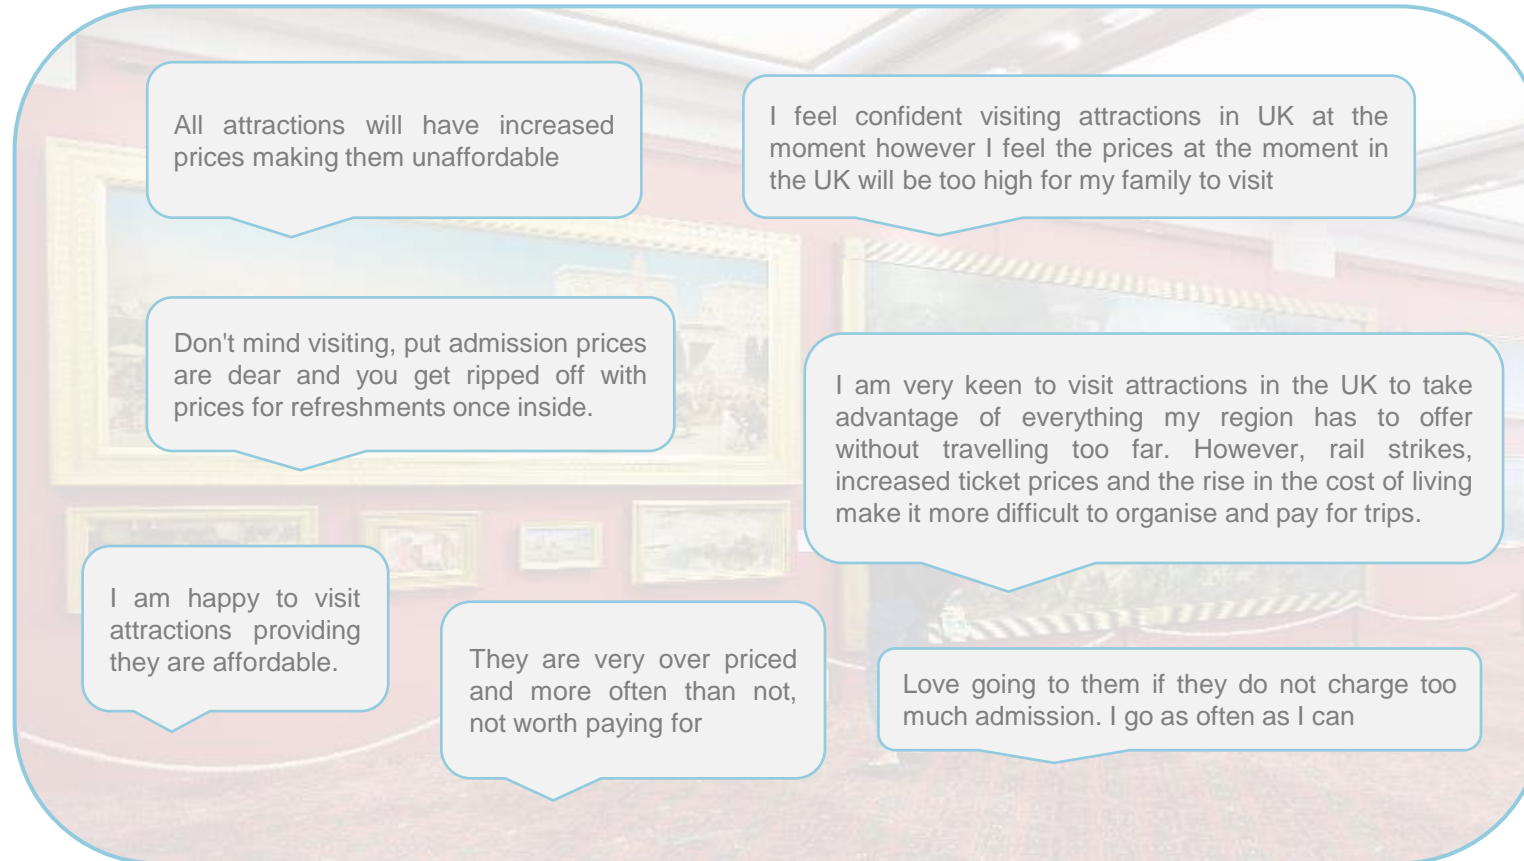 All attractions will have increased
prices making them unaffordable
I feel confident visiting attractions in UK at the
moment however I feel the prices at the moment in
the UK will be too high for my family to visit
Don't mind visiting, put admission prices
are dear and you get ripped off with
prices for refreshments once inside.
I am very keen to visit attractions in the UK to take
advantage of everything my region has to offer
without travelling too far. However, rail strikes,
increased ticket prices and the rise in the cost of living
make it more difficult to organise and pay for trips.
I am happy to visit
attractions providing
they are affordable.
They are very over priced
and more often than not,
not worth paying for
Love going to them if they do not charge too
much admission. I go as often as I can